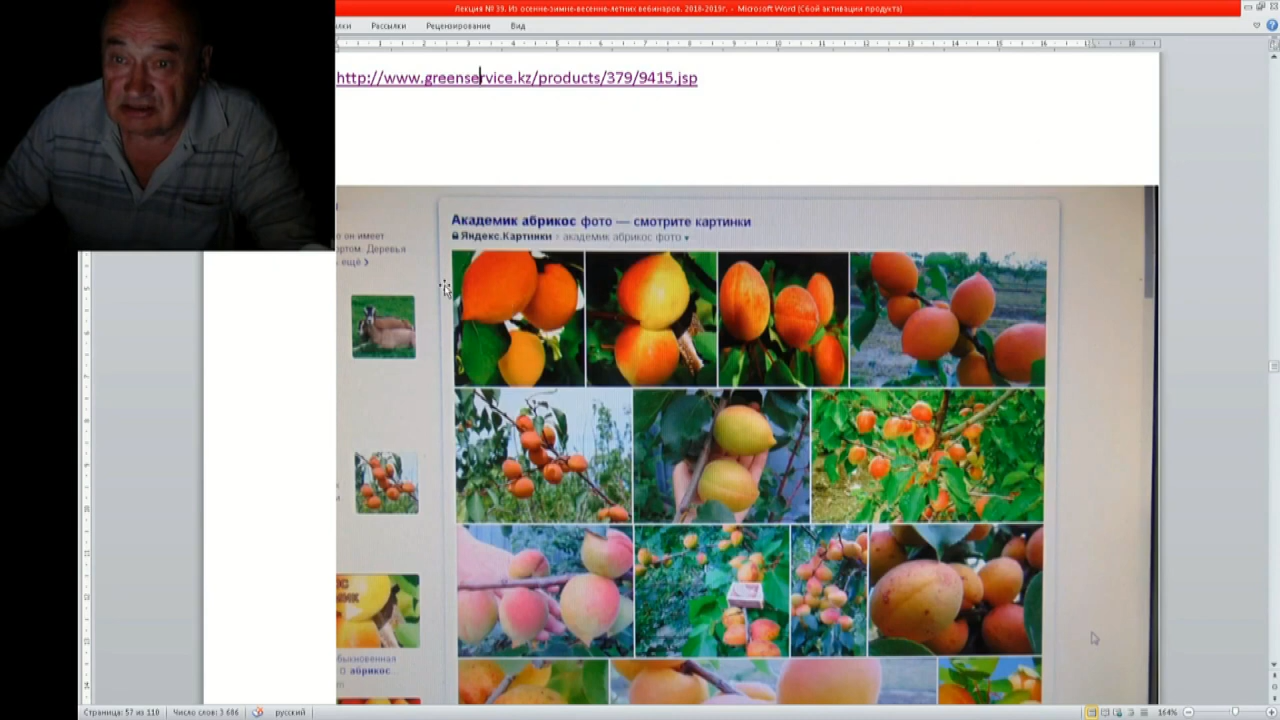 Лекция № 39. Из осенне-зимне-весенне-летних вебинаров. 2018-2019г. - Microsoft Word (Сбой активации продукта)
Рассылки
Рецензирование
Вид
http://www.greenservice.kz/products/379/9415.jsp
Академик абрикос фото — смотрите картинки
Яндекс.Картинки › академик абрикос фото
е он имеет
ортом. Деревья
ещё
абрикос
Страница: 57 из 110
Число слов: 3 686
русский
164%